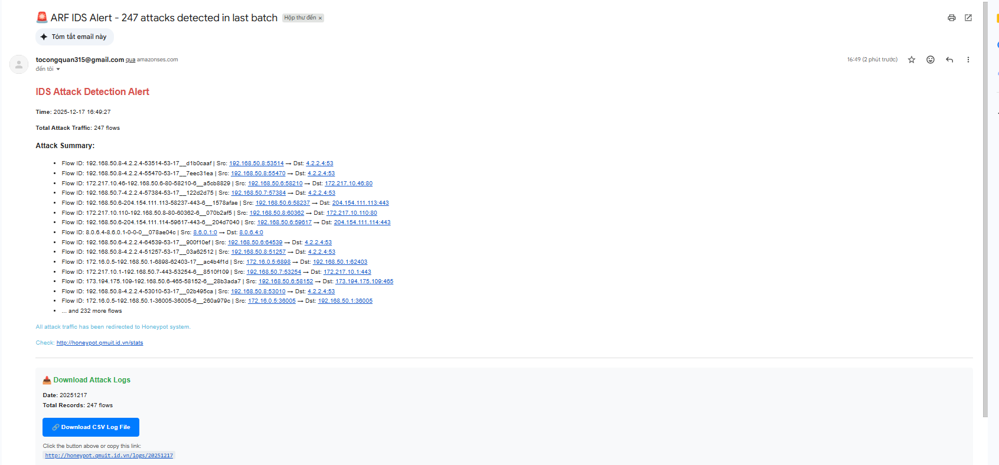 🚨 ARF IDS Alert - 247 attacks detected in last batch Hộp thư đến ×
Tóm tắt email này
tocongquan315@gmail.com qua amazonses.com
16:49 (2 phút trước)
đến tôi
IDS Attack Detection Alert
Time: 2025-12-17 16:49:27
Total Attack Traffic: 247 flows
Attack Summary:
• Flow ID: 192.168.50.8-4.2.2.4-53514-53-17__d1b0caaf | Src: 192.168.50.8:53514 → Dst: 4.2.2.4:53
• Flow ID: 192.168.50.8-4.2.2.4-55470-53-17__7eec31ea | Src: 192.168.50.8:55470 → Dst: 4.2.2.4:53
• Flow ID: 172.217.10.46-192.168.50.6-80-58210-6__a5cb8829 | Src: 192.168.50.6:58210 → Dst: 172.217.10.46:80
• Flow ID: 192.168.50.7-4.2.2.4-57384-53-17__122d2d75 | Src: 192.168.50.7:57384 → Dst: 4.2.2.4:53
• Flow ID: 192.168.50.6-204.154.111.113-58237-443-6__1578afae | Src: 192.168.50.6:58237 → Dst: 204.154.111.113:443
• Flow ID: 172.217.10.110-192.168.50.8-80-60362-6__070b2af5 | Src: 192.168.50.8:60362 → Dst: 172.217.10.110:80
• Flow ID: 192.168.50.6-204.154.111.114-59617-443-6__204d7040 | Src: 192.168.50.6:59617 → Dst: 204.154.111.114:443
• Flow ID: 8.0.6.4-8.6.0.1-0-0-0__078ae04c | Src: 8.6.0.1:0 → Dst: 8.0.6.4:0
• Flow ID: 192.168.50.6-4.2.2.4-64539-53-17__900f10ef | Src: 192.168.50.6:64539 → Dst: 4.2.2.4:53
• Flow ID: 192.168.50.8-4.2.2.4-51257-53-17__03a62512 | Src: 192.168.50.8:51257 → Dst: 4.2.2.4:53
• Flow ID: 172.16.0.5-192.168.50.1-6898-62403-17__ac4b4f1d | Src: 172.16.0.5:6898 → Dst: 192.168.50.1:62403
• Flow ID: 172.217.10.1-192.168.50.7-443-53254-6__8510f109 | Src: 192.168.50.7:53254 → Dst: 172.217.10.1:443
• Flow ID: 173.194.175.109-192.168.50.6-465-58152-6__28b3ada7 | Src: 192.168.50.6:58152 → Dst: 173.194.175.109:465
• Flow ID: 192.168.50.8-4.2.2.4-53010-53-17__02b495ca | Src: 192.168.50.8:53010 → Dst: 4.2.2.4:53
• Flow ID: 172.16.0.5-192.168.50.1-36005-36005-6__260a979c | Src: 172.16.0.5:36005 → Dst: 192.168.50.1:36005
• ... and 232 more flows
All attack traffic has been redirected to Honeypot system.
Check: http://honeypot.qmuit.id.vn/stats
📥 Download Attack Logs
Date: 20251217
Total Records: 247 flows
🔗 Download CSV Log File
Click the button above or copy this link:
http://honeypot.qmuit.id.vn/logs/20251217